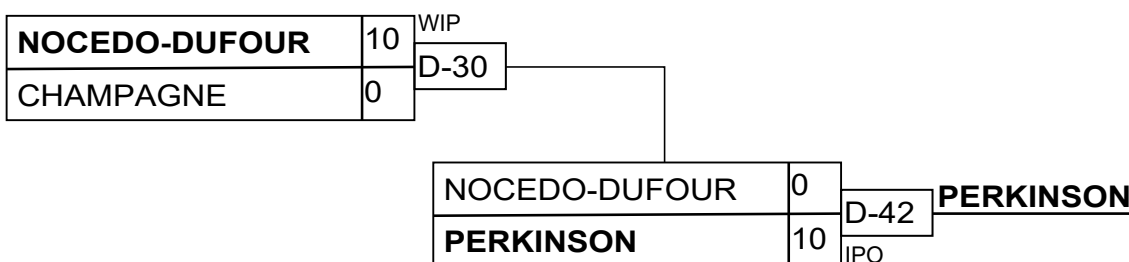 WIP
NOCEDO-DUFOUR 10
D-30
CHAMPAGNE 0
NOCEDO-DUFOUR 0
D-42 PERKINSON
PERKINSON 10
IPO